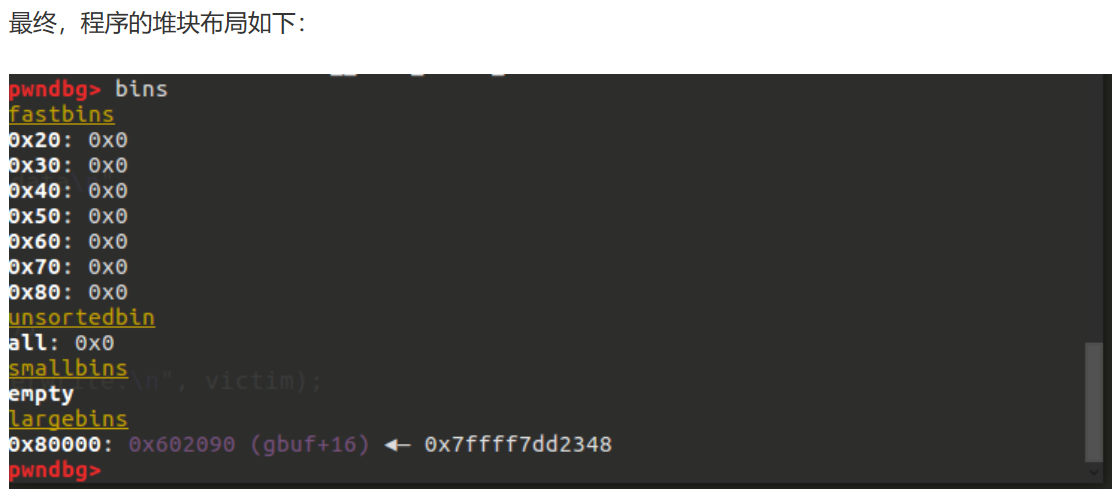 最终，程序的堆块布局如下：
pwndbg> bins
fastbins
0x20: 0x0
0x30: 0x0
0x40: 0x0
0x50: 0x0
0x60: 0x0
0x70: 0x0
0x80: 0x0
unsortedbin
all: 0x0
smallbins
\n", victim);
empty
largebins
0x80000: 0x602090 (gbuf+16) ◂— 0x7ffff7dd2348
pwndbg>